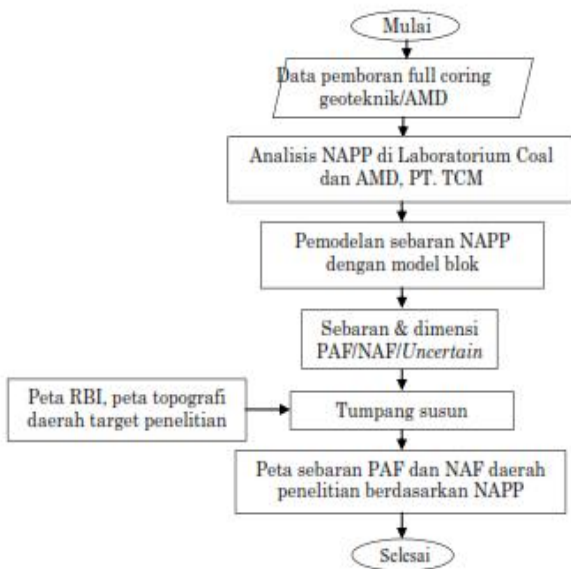 Mulai
Data pemboran full coring
geoteknik/AMD
Analisis NAPP di Laboratorium Coal
dan AMD, PT. TCM
Pemodelan sebaran NAPP
dengan model blok
Sebaran & dimensi
PAF/NAF/Uncertain
Peta RBI, peta topografi
daerah target penelitian
Tumpang susun
Peta sebaran PAF dan NAF daerah
penelitian berdasarkan NAPP
Selesai